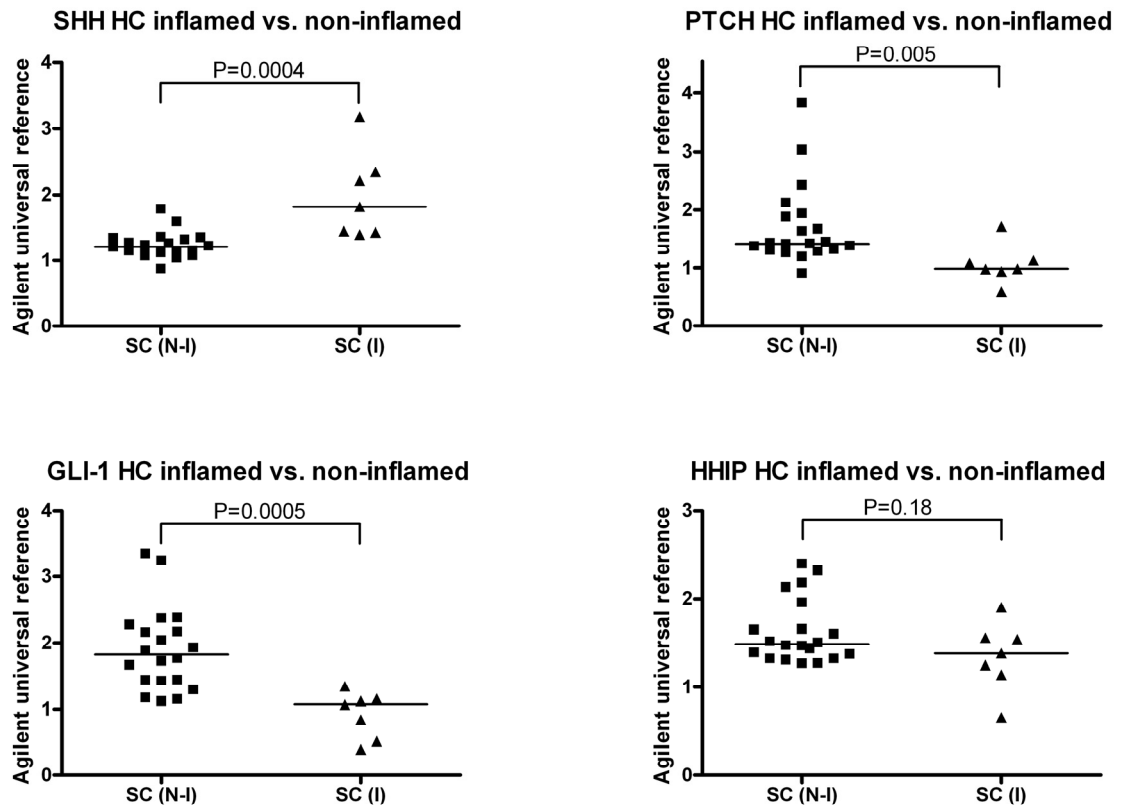 SHH HC inflamed vs. non-inflamed
P=0.0004
Agilent universal reference
4
3
2
1
0
SC (N-I)
SC (I)
PTCH HC inflamed vs. non-inflamed
P=0.005
Agilent universal reference
4
3
2
1
0
SC (N-I)
SC (I)
GLI-1 HC inflamed vs. non-inflamed
P=0.0005
Agilent universal reference
4
3
2
1
0
SC (N-I)
SC (I)
HHIP HC inflamed vs. non-inflamed
P=0.18
Agilent universal reference
3
2
1
0
SC (N-I)
SC (I)